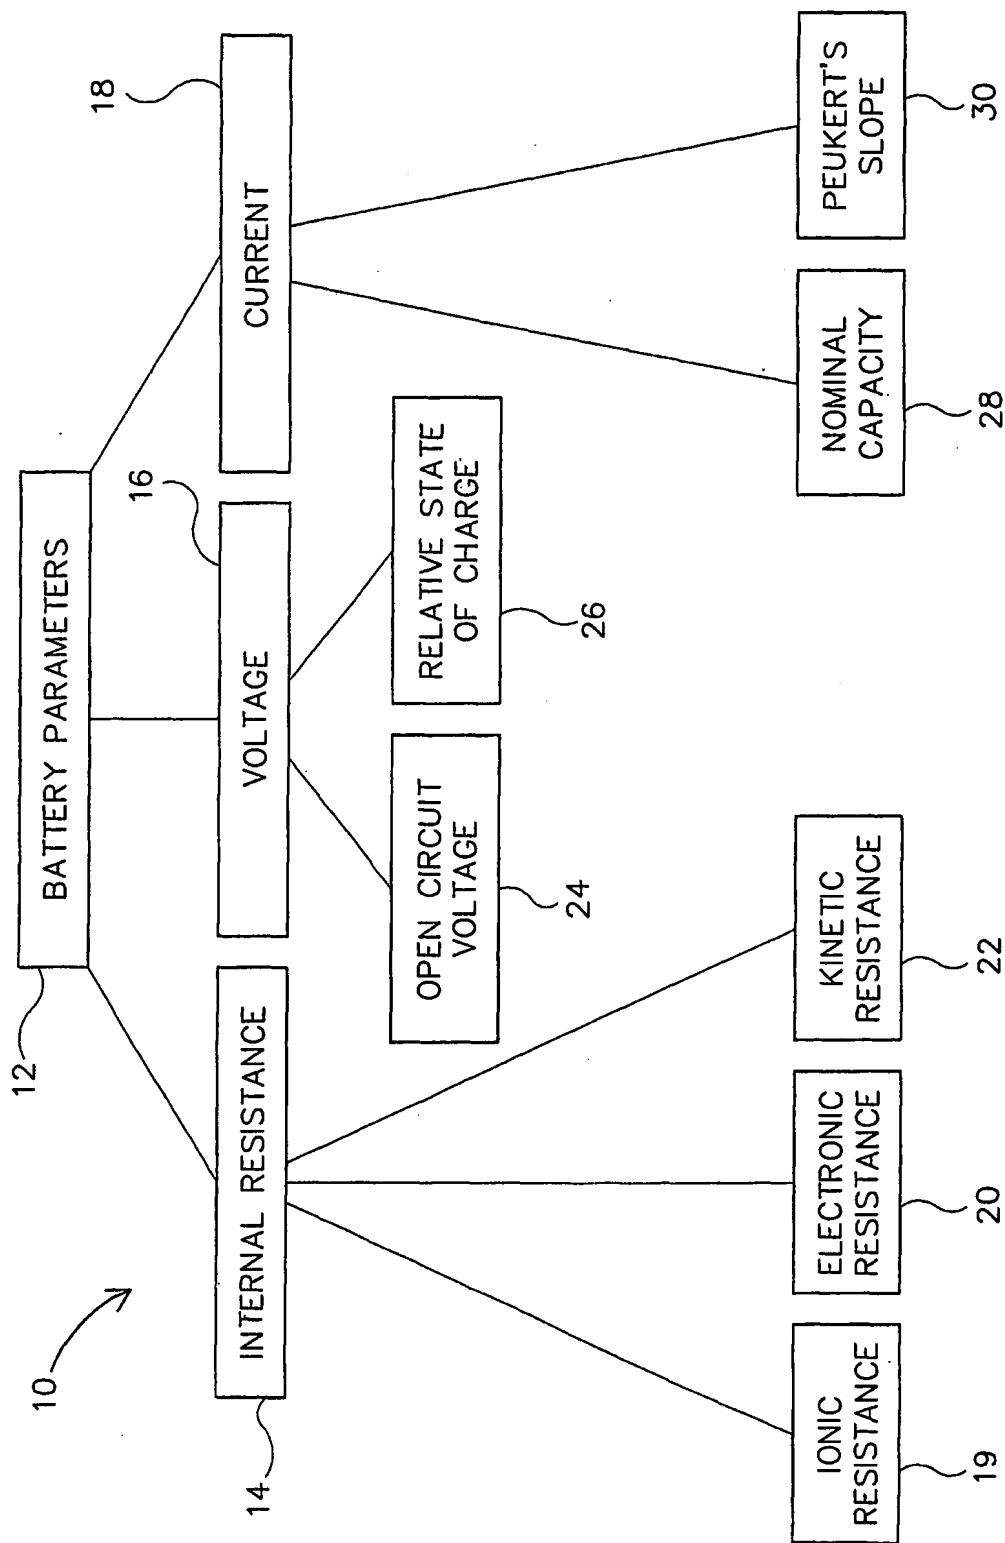 10
12
BATTERY PARAMETERS
14
INTERNAL RESISTANCE
16
VOLTAGE
18
CURRENT
OPEN CIRCUIT
VOLTAGE
24
RELATIVE STATE
OF CHARGE
26
IONIC
RESISTANCE
19
ELECTRONIC
RESISTANCE
20
KINETIC
RESISTANCE
22
NOMINAL
CAPACITY
28
PEUKERT'S
SLOPE
30